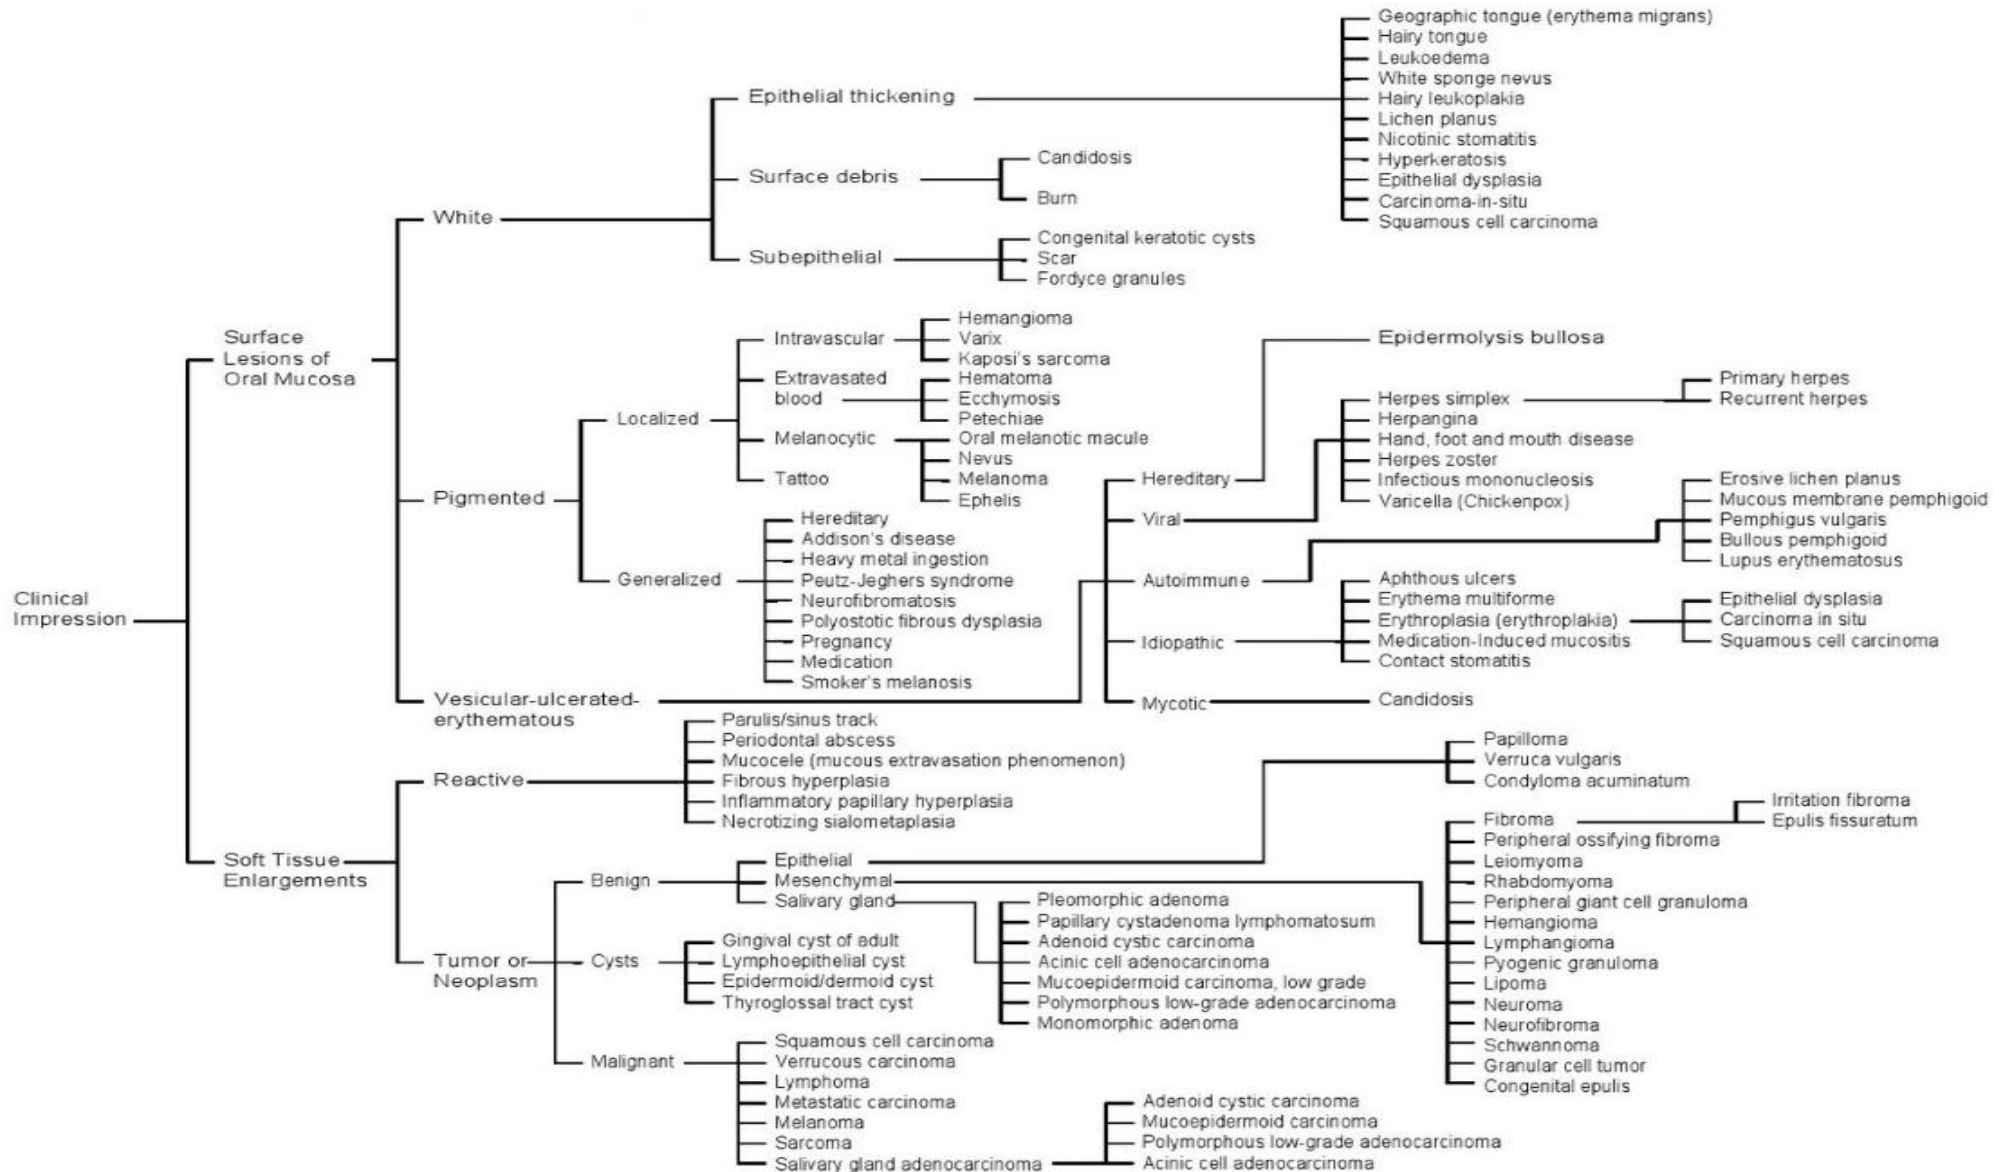 Clinical
Impression
Surface
Lesions of
Oral Mucosa
White
Epithelial thickening
Geographic tongue (erythema migrans)
Hairy tongue
Leukoedema
White sponge nevus
Hairy leukoplakia
Lichen planus
Nicotinic stomatitis
Hyperkeratosis
Epithelial dysplasia
Carcinoma-in-situ
Squamous cell carcinoma
Surface debris
Candidosis
Burn
Subepithelial
Congenital keratotic cysts
Scar
Fordyce granules
Pigmented
Localized
Intravascular
Hemangioma
Varix
Kaposi's sarcoma
Extravasated
blood
Hematoma
Ecchymosis
Petechiae
Melanocytic
Oral melanotic macule
Nevus
Melanoma
Ephelis
Tattoo
Generalized
Hereditary
Addison's disease
Heavy metal ingestion
Peutz-Jeghers syndrome
Neurofibromatosis
Polyostotic fibrous dysplasia
Pregnancy
Medication
Smoker's melanosis
Vesicular-ulcerated-
erythematous
Hereditary
Epidermolysis bullosa
Viral
Herpes simplex
Primary herpes
Recurrent herpes
Herpangina
Hand, foot and mouth disease
Herpes zoster
Infectious mononucleosis
Varicella (Chickenpox)
Autoimmune
Erosive lichen planus
Mucous membrane pemphigoid
Pemphigus vulgaris
Bullous pemphigoid
Lupus erythematosus
Idiopathic
Aphthous ulcers
Erythema multiforme
Erythroplasia (erythroplakia)
Epithelial dysplasia
Carcinoma in situ
Squamous cell carcinoma
Medication-Induced mucositis
Contact stomatitis
Mycotic
Candidosis
Soft Tissue
Enlargements
Reactive
Parulis/sinus track
Periodontal abscess
Mucocele (mucous extravasation phenomenon)
Fibrous hyperplasia
Inflammatory papillary hyperplasia
Necrotizing sialometaplasia
Tumor or
Neoplasm
Benign
Epithelial
Papilloma
Verruca vulgaris
Condyloma acuminatum
Mesenchymal
Fibroma
Irritation fibroma
Epulis fissuratum
Peripheral ossifying fibroma
Leiomyoma
Rhabdomyoma
Peripheral giant cell granuloma
Hemangioma
Lymphangioma
Pyogenic granuloma
Lipoma
Neuroma
Neurofibroma
Schwannoma
Granular cell tumor
Congenital epulis
Salivary gland
Pleomorphic adenoma
Papillary cystadenoma lymphomatosum
Adenoid cystic carcinoma
Acinic cell adenocarcinoma
Mucoepidermoid carcinoma, low grade
Polymorphous low-grade adenocarcinoma
Monomorphic adenoma
Cysts
Gingival cyst of adult
Lymphoepithelial cyst
Epidermoid/dermoid cyst
Thyroglossal tract cyst
Malignant
Squamous cell carcinoma
Verrucous carcinoma
Lymphoma
Metastatic carcinoma
Melanoma
Sarcoma
Salivary gland adenocarcinoma
Adenoid cystic carcinoma
Mucoepidermoid carcinoma
Polymorphous low-grade adenocarcinoma
Acinic cell adenocarcinoma